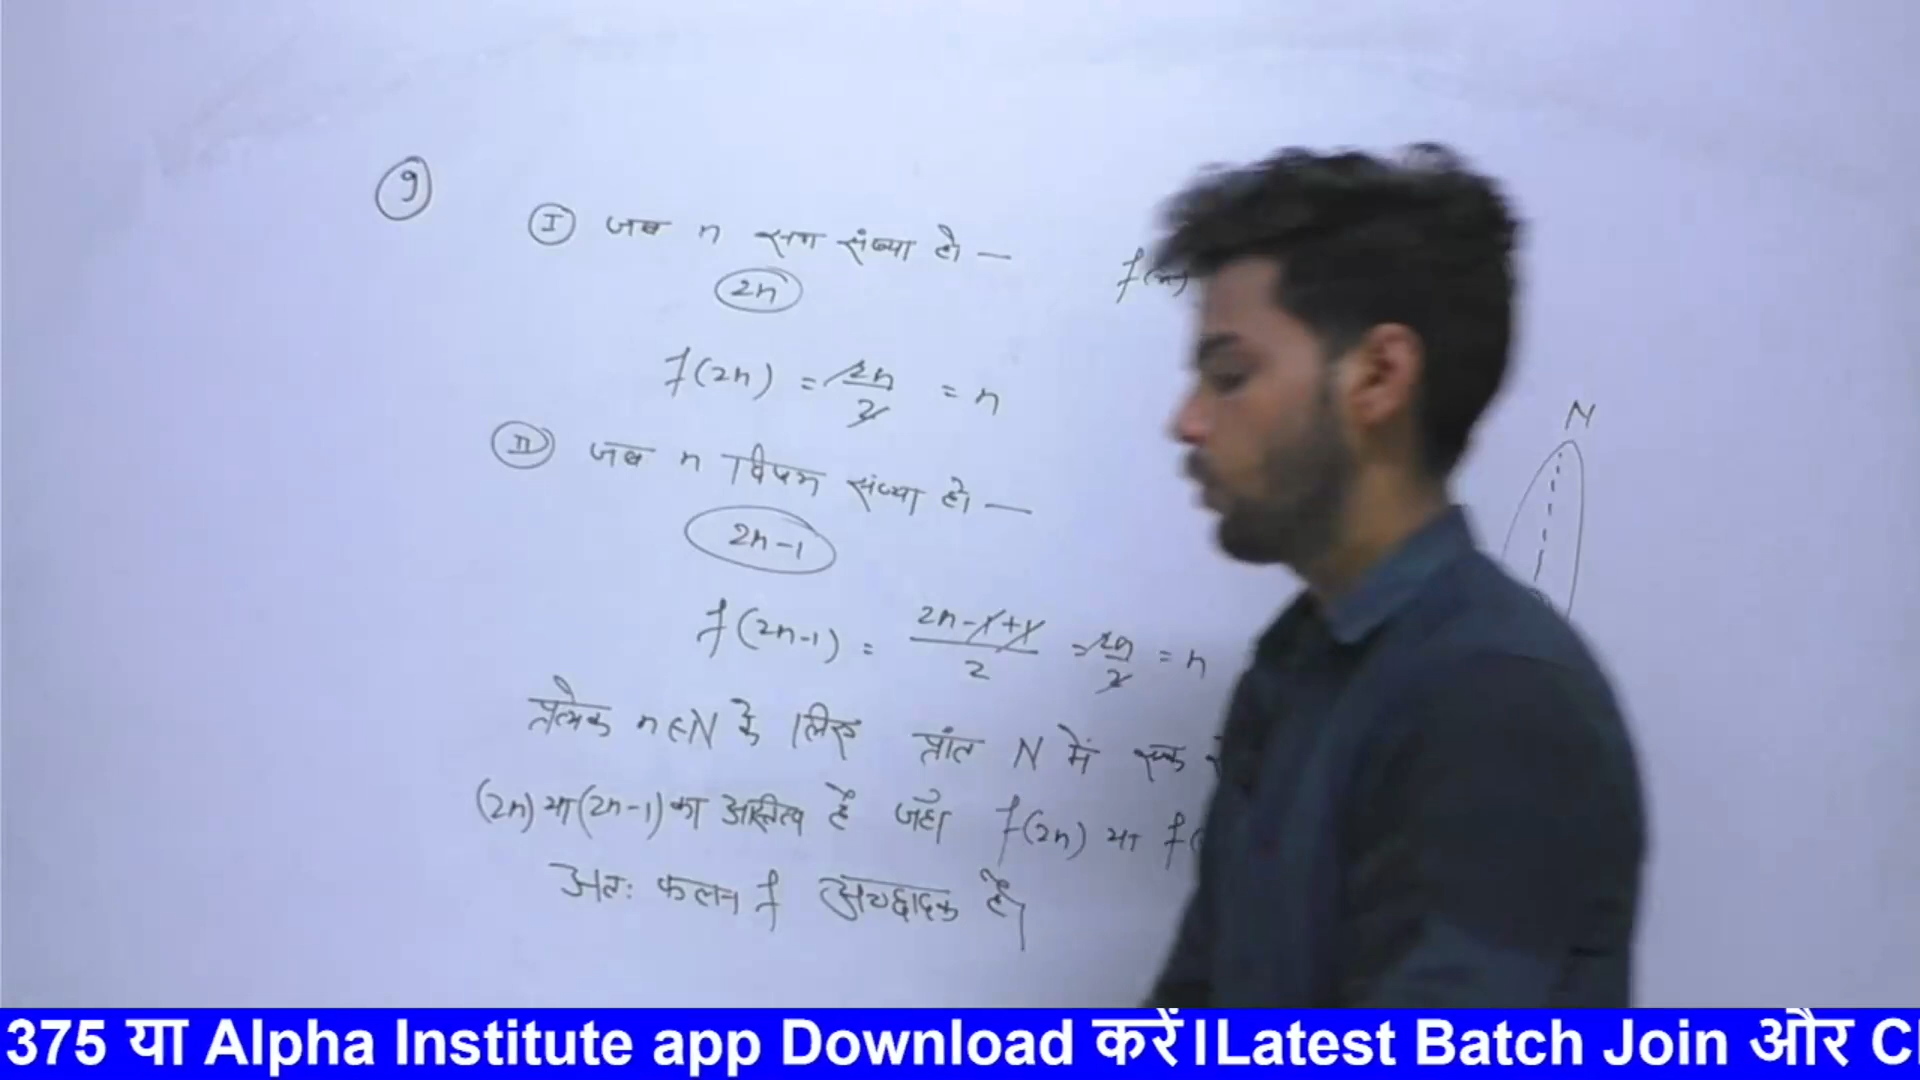 9
I जब n सम संख्या हो — f(n)
2n
f(2n) = 2n/2 = n
N
II जब n विषम संख्या हो —
2n-1
f(2n-1) = 2n-1+1/2 = 2n/2 = n
प्रत्येक n∈N के लिए प्रांत N में एक
(2n) या (2n-1) का अस्तित्व है जहाँ f(2n) या f(
अतः फलन f आच्छादक है।
375 या Alpha Institute app Download करें।Latest Batch Join और C